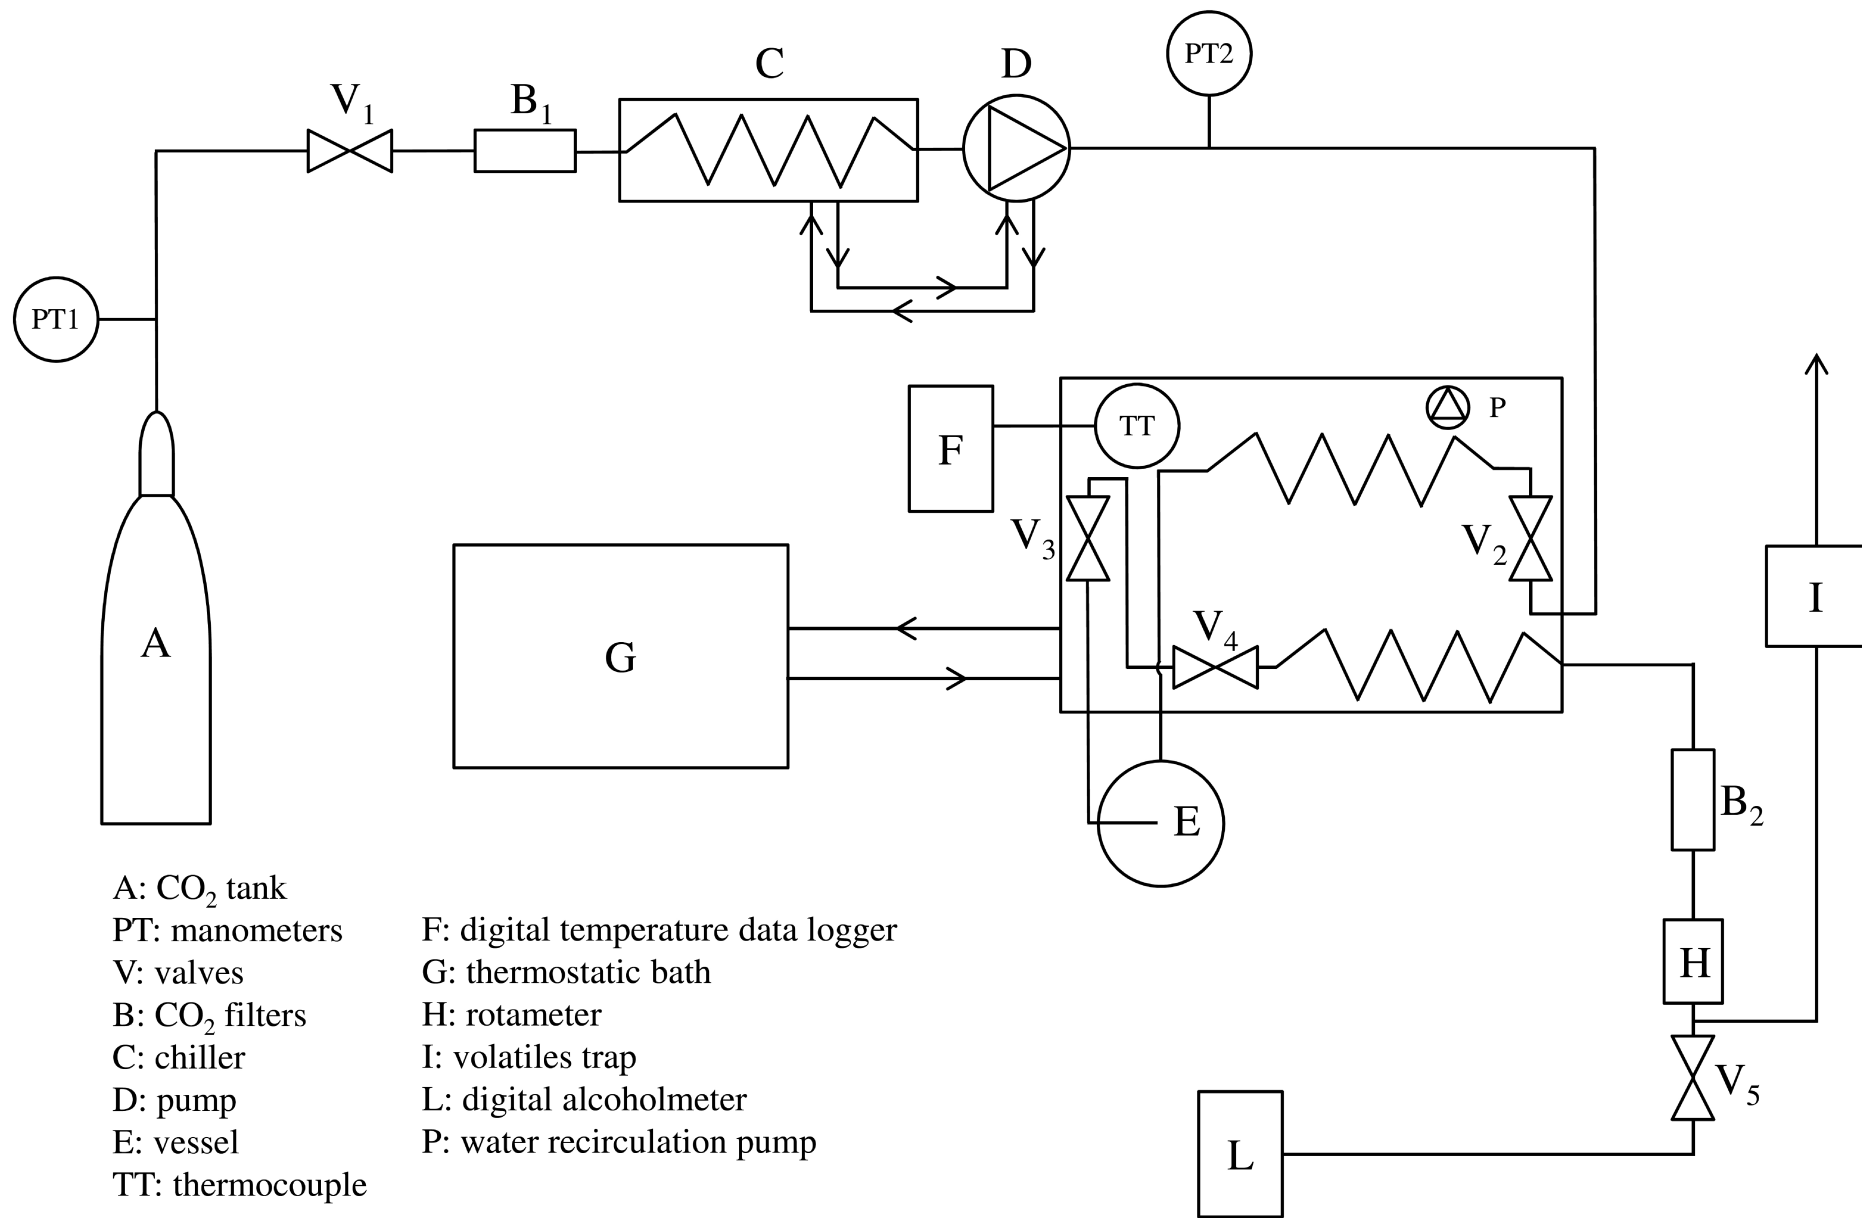 PT2
C
D
V₁
B₁
PT1
TT
P
F
V₃
V₂
I
V₄
A
G
B₂
E
A: CO₂ tank
PT: manometers
V: valves
B: CO₂ filters
C: chiller
D: pump
E: vessel
TT: thermocouple
F: digital temperature data logger
G: thermostatic bath
H: rotameter
I: volatiles trap
L: digital alcoholmeter
P: water recirculation pump
H
V₅
L